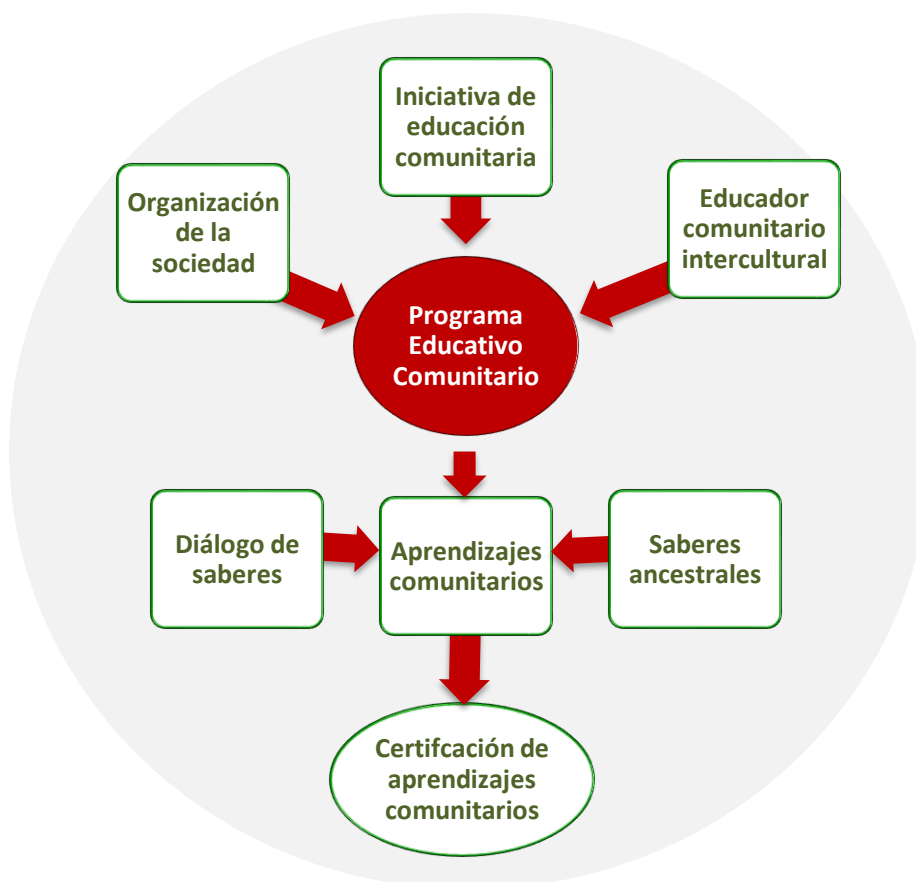 Iniciativa de
educación
comunitaria
Organización
de la
sociedad
Educador
comunitario
intercultural
Programa
Educativo
Comunitario
Diálogo de
saberes
Aprendizajes
comunitarios
Saberes
ancestrales
Certifcación de
aprendizajes
comunitarios